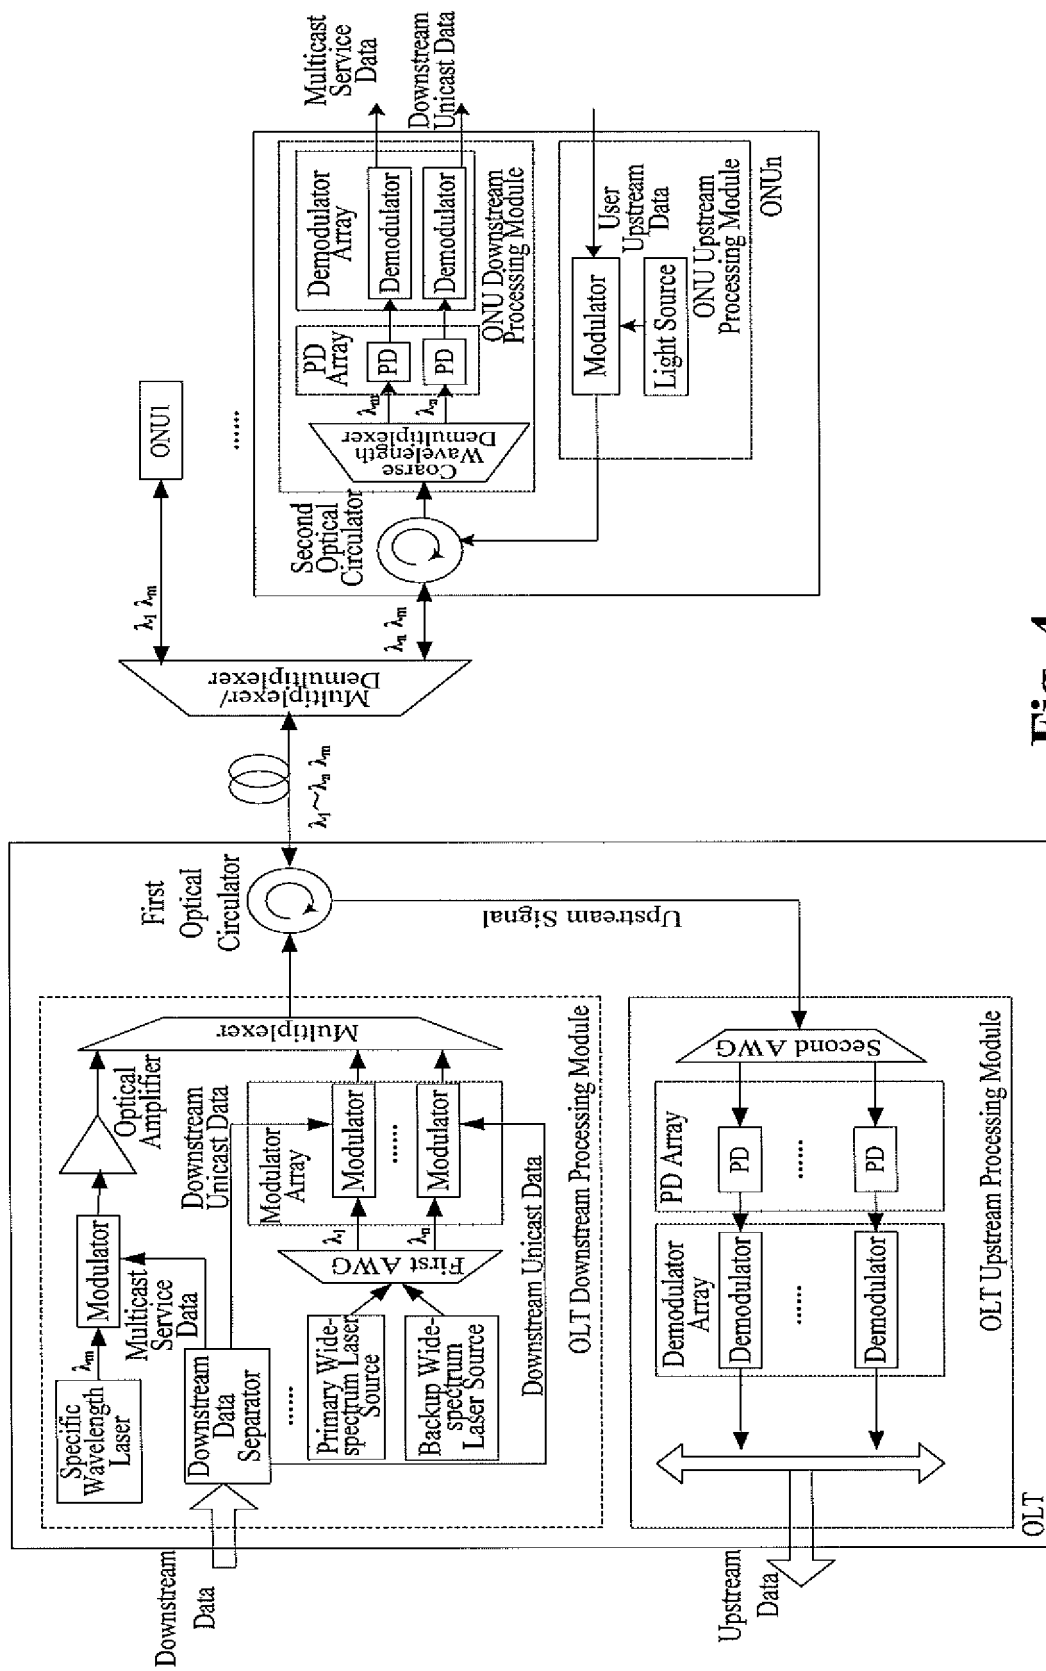 Downstream
Data
Specific
Wavelength
Laser
λm
Modulator
Optical
Amplifier
Multicast
Service
Data
Downstream
Data
Separator
Downstream
Unicast Data
......
Primary Wide-
spectrum Laser
Source
Backup Wide-
spectrum
Laser Source
First AWG
λ1
λn
Modulator
Array
Modulator
......
Modulator
Multiplexer
Downstream Unicast Data
OLT Downstream Processing Module
First
Optical
Circulator
Upstream Signal
Second AWG
PD Array
PD
......
PD
Demodulator
Array
Demodulator
......
Demodulator
OLT Upstream Processing Module
OLT
Upstream
Data
λ1~λn λm
Multiplexer/
Demultiplexer
λ1 λm
ONU1
......
λn λm
Second
Optical
Circulator
Coarse
Wavelength
Demultiplexer
λm
λn
PD
Array
PD
PD
Demodulator
Array
Demodulator
Demodulator
ONU Downstream
Processing Module
Multicast
Service
Data
Downstream
Unicast Data
User
Upstream
Data
Modulator
Light Source
ONU Upstream
Processing Module
ONUn